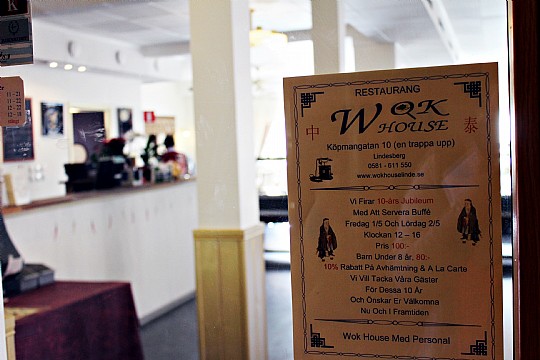 RESTAURANG
WOK
HOUSE
中 泰
Köpmangatan 10 (en trappa upp)
Lindesberg
0581 - 611 550
www.wokhouselinde.se
Vi Firar 10-års Jubileum
Med Att Servera Buffé
Fredag 1/5 Och Lördag 2/5
Klockan 12 – 16
Pris 100:-
Barn Under 8 år, 80:-
10% Rabatt På Avhämtning & A La Carte
Vi Vill Tacka Våra Gäster
För Dessa 10 År
Och Önskar Er Välkomna
Nu Och I Framtiden
Wok House Med Personal